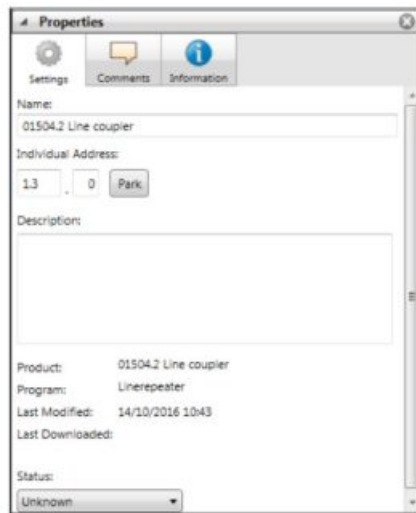 Properties
Settings Comments Information
Name:
01504.2 Line coupler
Individual Address:
1.3 . 0 Park
Description:
Product: 01504.2 Line coupler
Program: Linerepeater
Last Modified: 14/10/2016 10:43
Last Downloaded:
Status:
Unknown